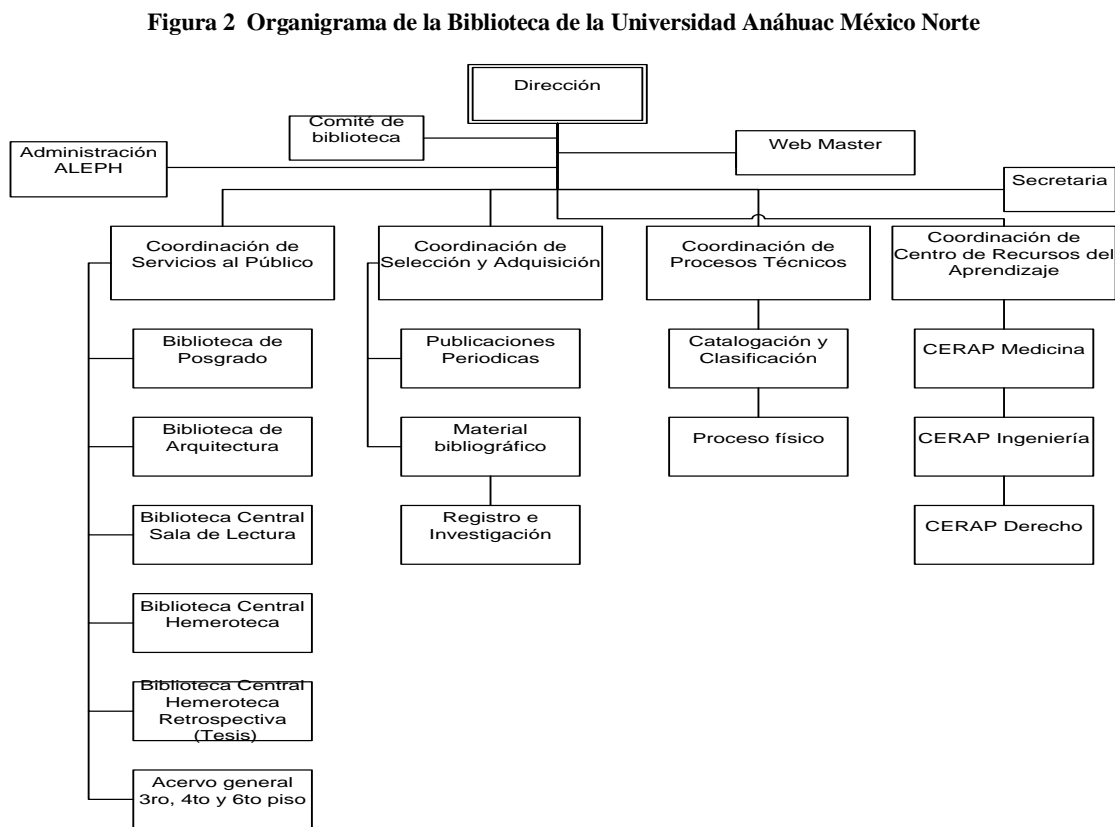 Figura 2 Organigrama de la Biblioteca de la Universidad Anáhuac México Norte
Dirección
Comité de
biblioteca
Web Master
Administración
ALEPH
Secretaria
Coordinación de
Servicios al Público
Coordinación de
Selección y Adquisición
Coordinación de
Procesos Técnicos
Coordinación de
Centro de Recursos del
Aprendizaje
Biblioteca de
Posgrado
Publicaciones
Periodicas
Catalogación y
Clasificación
CERAP Medicina
Biblioteca de
Arquitectura
Material
bibliográfico
Proceso físico
CERAP Ingeniería
Biblioteca Central
Sala de Lectura
Registro e
Investigación
CERAP Derecho
Biblioteca Central
Hemeroteca
Biblioteca Central
Hemeroteca
Retrospectiva
(Tesis)
Acervo general
3ro, 4to y 6to piso